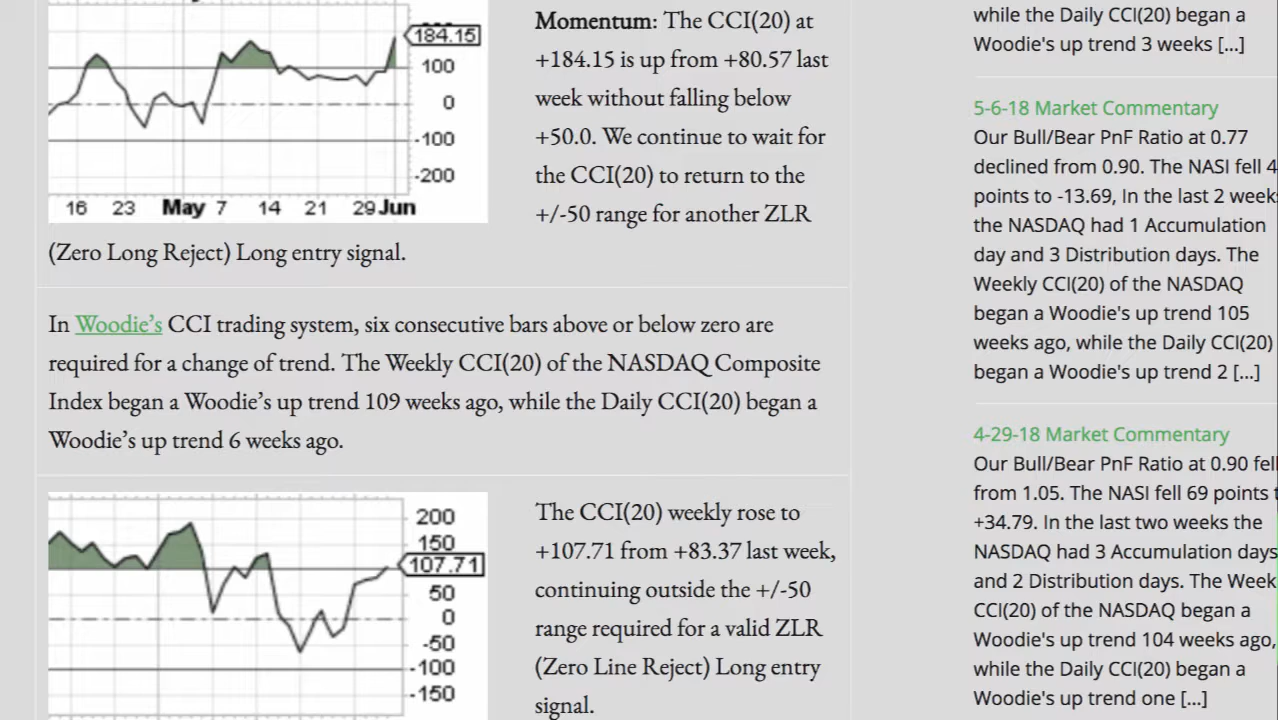 184.15
100
0
-100
-200
16 23 May 7 14 21 29 Jun
Momentum: The CCI(20) at
+184.15 is up from +80.57 last
week without falling below
+50.0. We continue to wait for
the CCI(20) to return to the
+/-50 range for another ZLR
(Zero Long Reject) Long entry signal.
In Woodie's CCI trading system, six consecutive bars above or below zero are
required for a change of trend. The Weekly CCI(20) of the NASDAQ Composite
Index began a Woodie's up trend 109 weeks ago, while the Daily CCI(20) began a
Woodie's up trend 6 weeks ago.
200
150
107.71
50
0
-50
-100
-150
The CCI(20) weekly rose to
+107.71 from +83.37 last week,
continuing outside the +/-50
range required for a valid ZLR
(Zero Line Reject) Long entry
signal.
while the Daily CCI(20) began a
Woodie's up trend 3 weeks [...]
5-6-18 Market Commentary
Our Bull/Bear PnF Ratio at 0.77
declined from 0.90. The NASI fell 4
points to -13.69, In the last 2 weeks
the NASDAQ had 1 Accumulation
day and 3 Distribution days. The
Weekly CCI(20) of the NASDAQ
began a Woodie's up trend 105
weeks ago, while the Daily CCI(20)
began a Woodie's up trend 2 [...]
4-29-18 Market Commentary
Our Bull/Bear PnF Ratio at 0.90 fell
from 1.05. The NASI fell 69 points t
+34.79. In the last two weeks the
NASDAQ had 3 Accumulation days
and 2 Distribution days. The Week
CCI(20) of the NASDAQ began a
Woodie's up trend 104 weeks ago,
while the Daily CCI(20) began a
Woodie's up trend one [...]